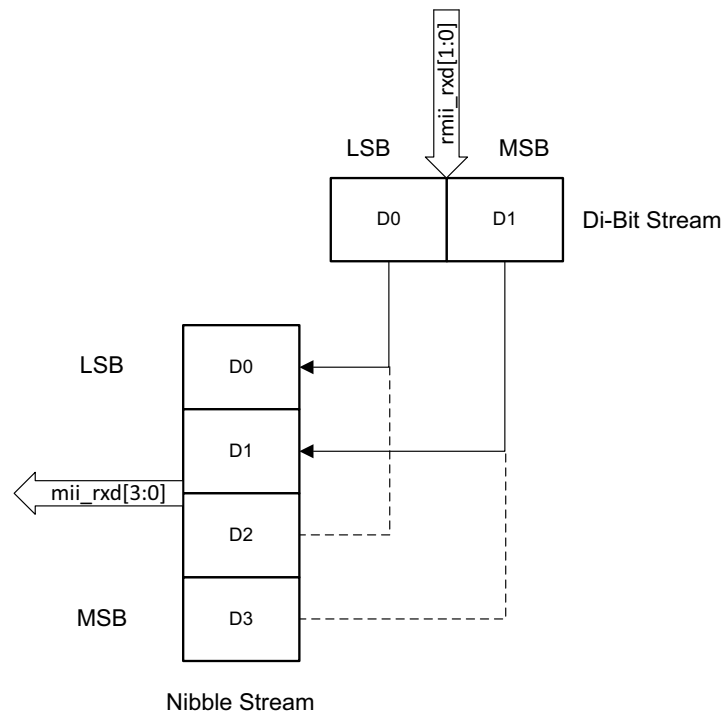 rmii_rxd[1:0]
LSB
MSB
D0
D1
Di-Bit Stream
LSB
D0
D1
mii_rxd[3:0]
D2
MSB
D3
Nibble Stream